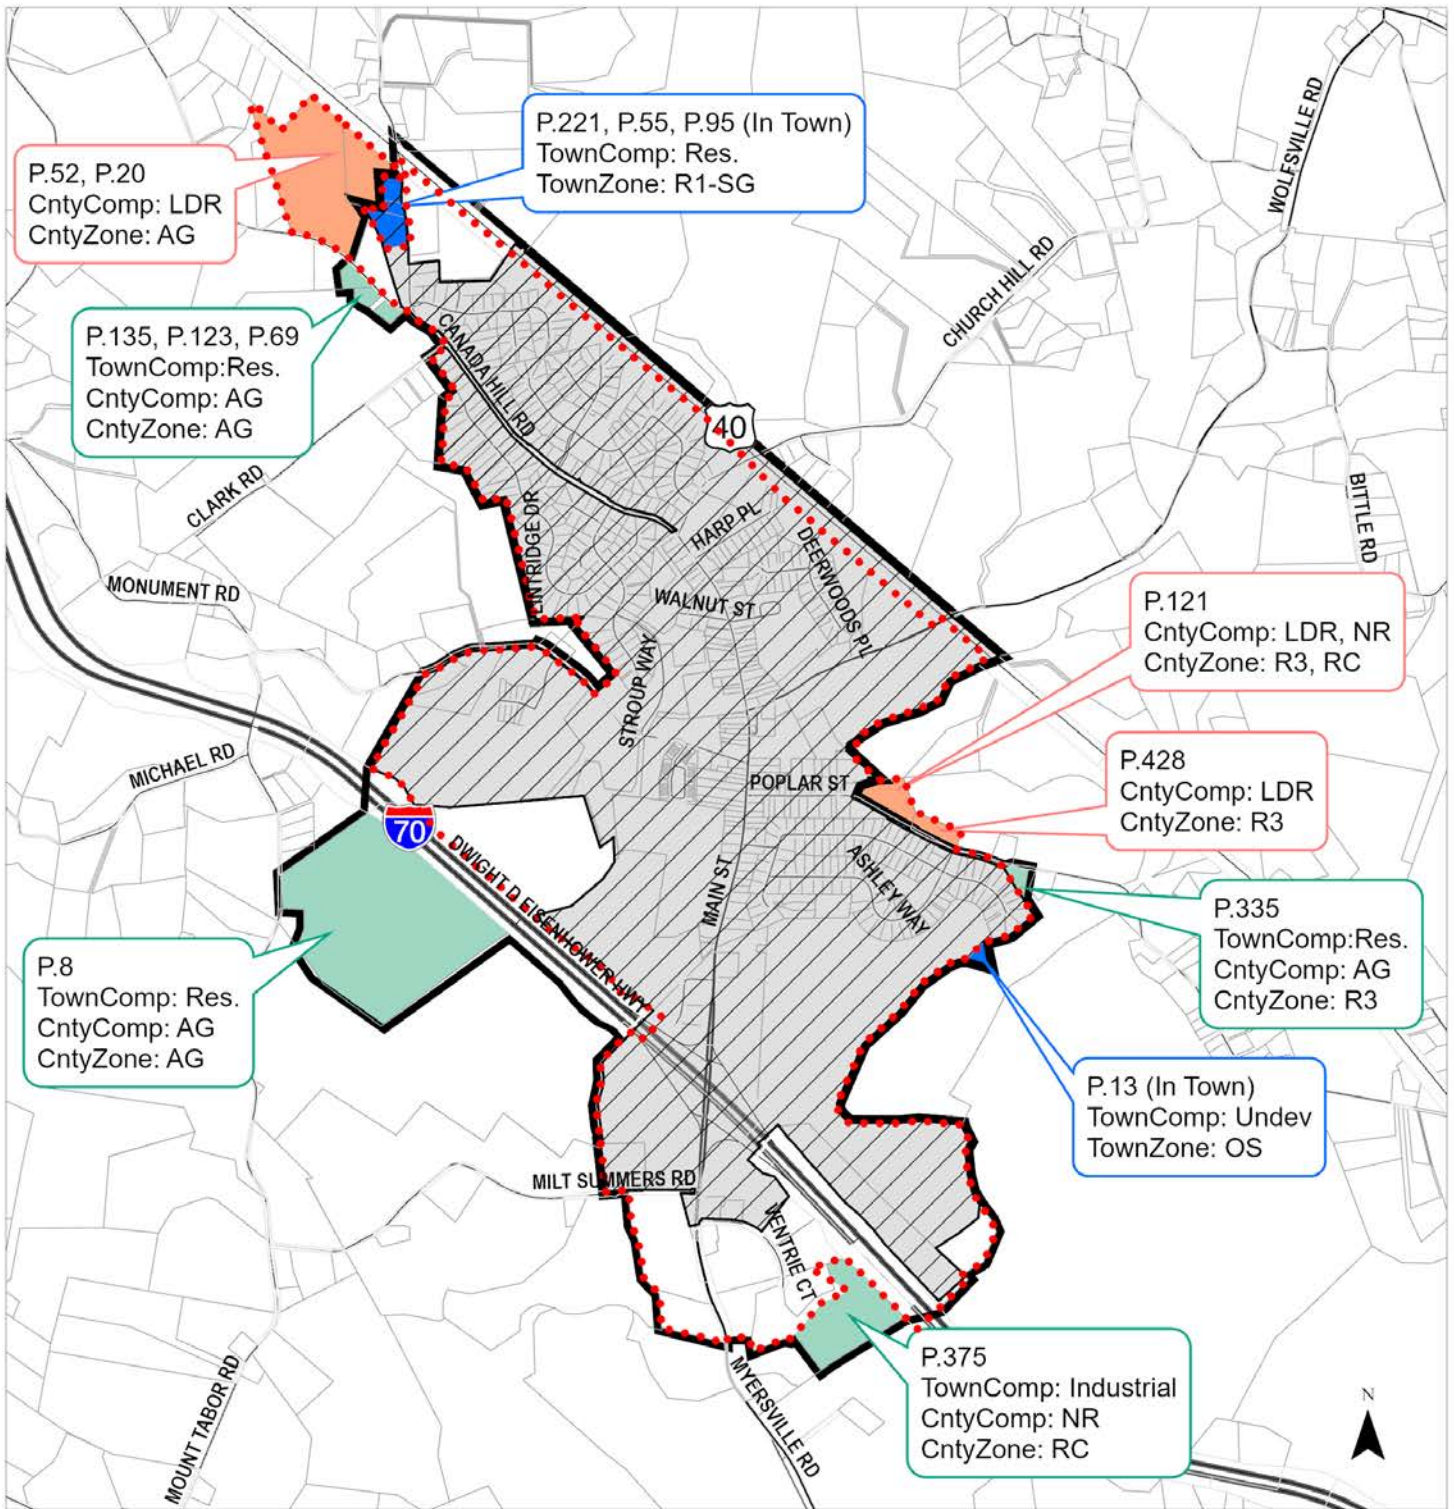 P.221, P.55, P.95 (In Town)
TownComp: Res.
TownZone: R1-SG
WOLFSVILLE RD
P.52, P.20
CntyComp: LDR
CntyZone: AG
CHURCH HILL RD
P.135, P.123, P.69
TownComp:Res.
CntyComp: AG
CntyZone: AG
CANADA HILL RD
40
CLARK RD
BITTLE RD
HARP PL
DEERWOODS PL
MONUMENT RD
WALNUT ST
P.121
CntyComp: LDR, NR
CntyZone: R3, RC
STROUP WAY
MICHAEL RD
POPLAR ST
P.428
CntyComp: LDR
CntyZone: R3
70
DWIGHT D EISENHOWER HWY
MAIN ST
ASHLEY WAY
P.335
TownComp:Res.
CntyComp: AG
CntyZone: R3
P.8
TownComp: Res.
CntyComp: AG
CntyZone: AG
P.13 (In Town)
TownComp: Undev
TownZone: OS
MILT SUMMERS RD
P.375
TownComp: Industrial
CntyComp: NR
CntyZone: RC
MOUNT TABOR RD
MYERSVILLE RD
N